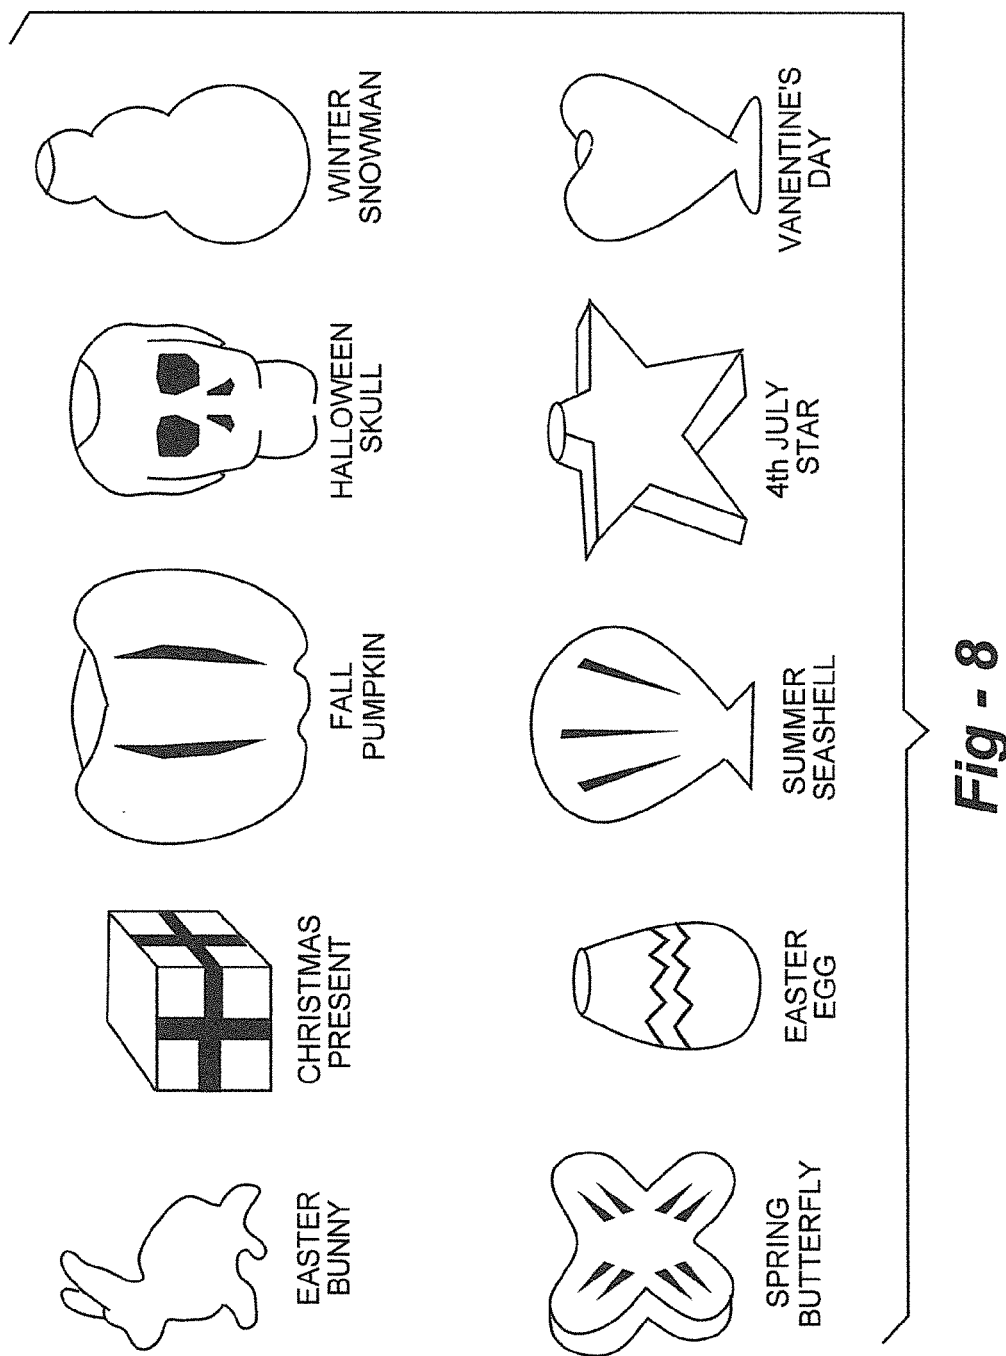 EASTER
BUNNY
CHRISTMAS
PRESENT
FALL
PUMPKIN
HALLOWEEN
SKULL
WINTER
SNOWMAN
SPRING
BUTTERFLY
EASTER
EGG
SUMMER
SEASHELL
4th JULY
STAR
VANENTINE'S
DAY
Fig - 8